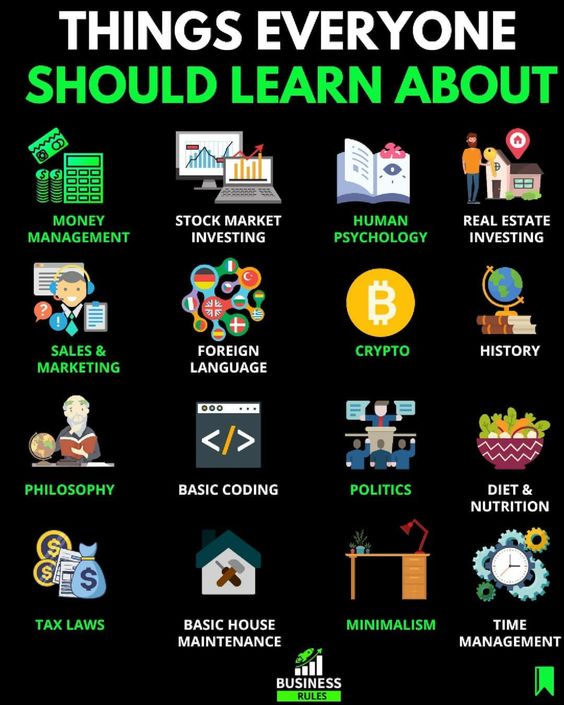 THINGS EVERYONE
SHOULD LEARN ABOUT
MONEY
MANAGEMENT
STOCK MARKET
INVESTING
HUMAN
PSYCHOLOGY
REAL ESTATE
INVESTING
SALES &
MARKETING
FOREIGN
LANGUAGE
CRYPTO
HISTORY
PHILOSOPHY
BASIC CODING
POLITICS
DIET &
NUTRITION
TAX LAWS
BASIC HOUSE
MAINTENANCE
MINIMALISM
TIME
MANAGEMENT
BUSINESS
RULES